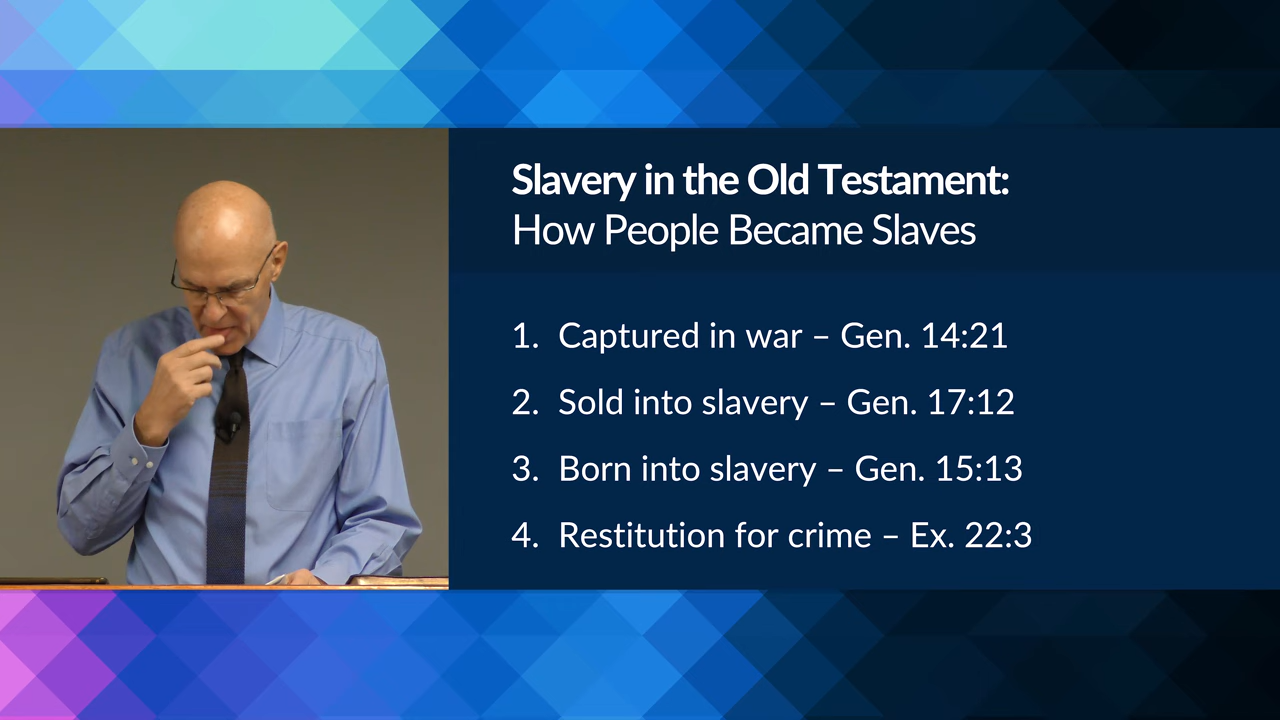 Slavery in the Old Testament:
How People Became Slaves
1. Captured in war – Gen. 14:21
2. Sold into slavery – Gen. 17:12
3. Born into slavery – Gen. 15:13
4. Restitution for crime – Ex. 22:3